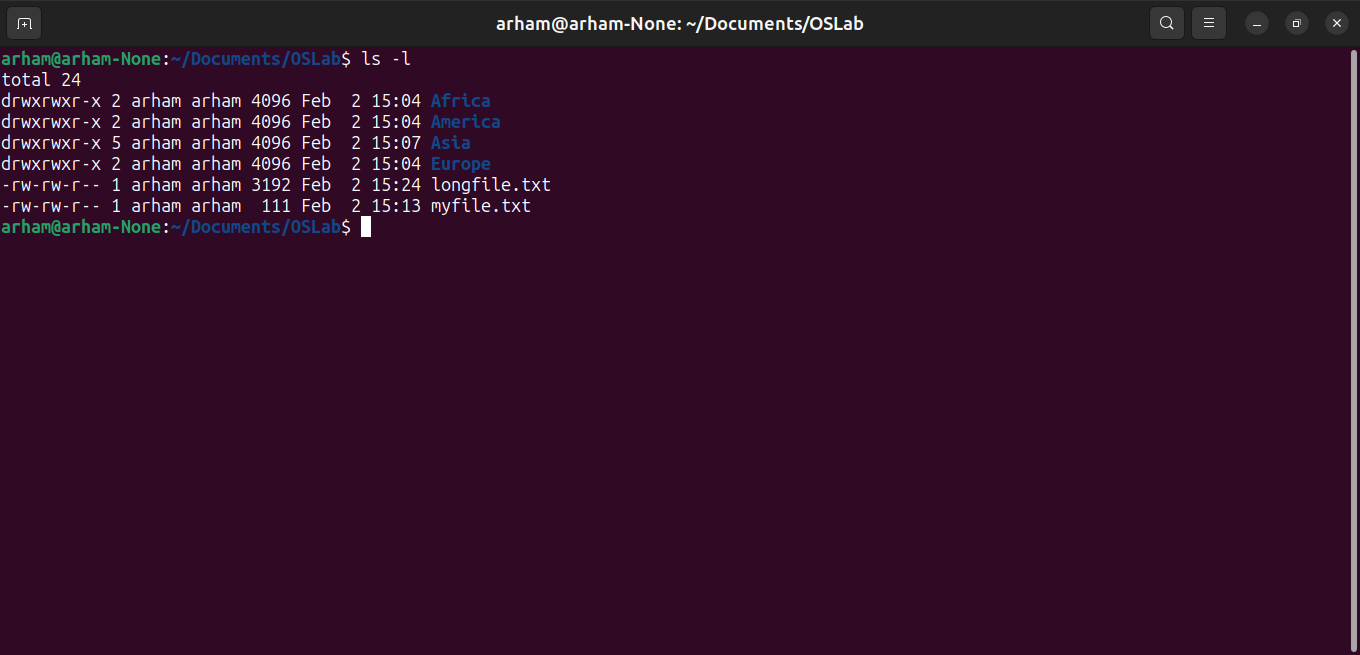 arham@arham-None: ~/Documents/OSLab
arham@arham-None:~/Documents/OSLab$ ls -l
total 24
drwxrwxr-x 2 arham arham 4096 Feb  2 15:04 Africa
drwxrwxr-x 2 arham arham 4096 Feb  2 15:04 America
drwxrwxr-x 5 arham arham 4096 Feb  2 15:07 Asia
drwxrwxr-x 2 arham arham 4096 Feb  2 15:04 Europe
-rw-rw-r-- 1 arham arham 3192 Feb  2 15:24 longfile.txt
-rw-rw-r-- 1 arham arham  111 Feb  2 15:13 myfile.txt
arham@arham-None:~/Documents/OSLab$